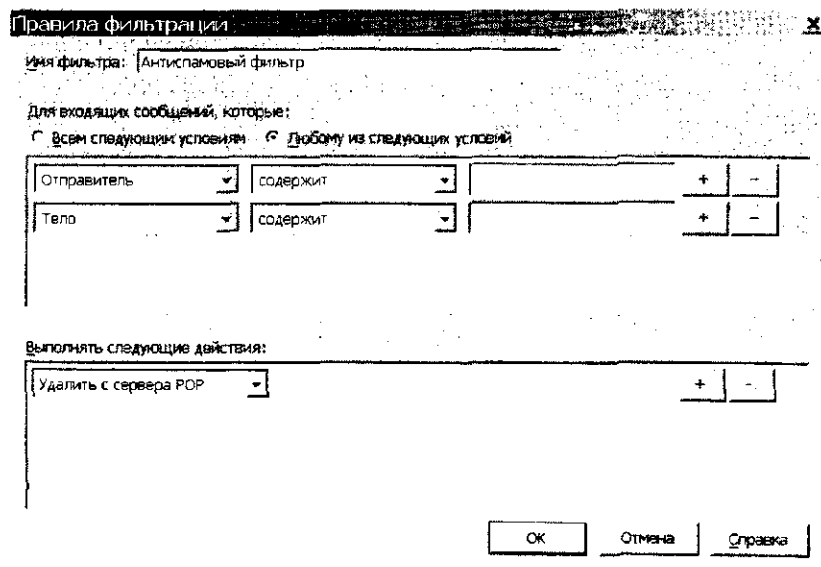 Правила фильтрации
Имя фильтра: Антиспамовый фильтр
Для входящих сообщений, которые:
Всем следующим условиям Любому из следующих условий
Отправитель содержит + -
Тело содержит + -
Выполнять следующие действия:
Удалить с сервера POP + -
OK Отмена Справка